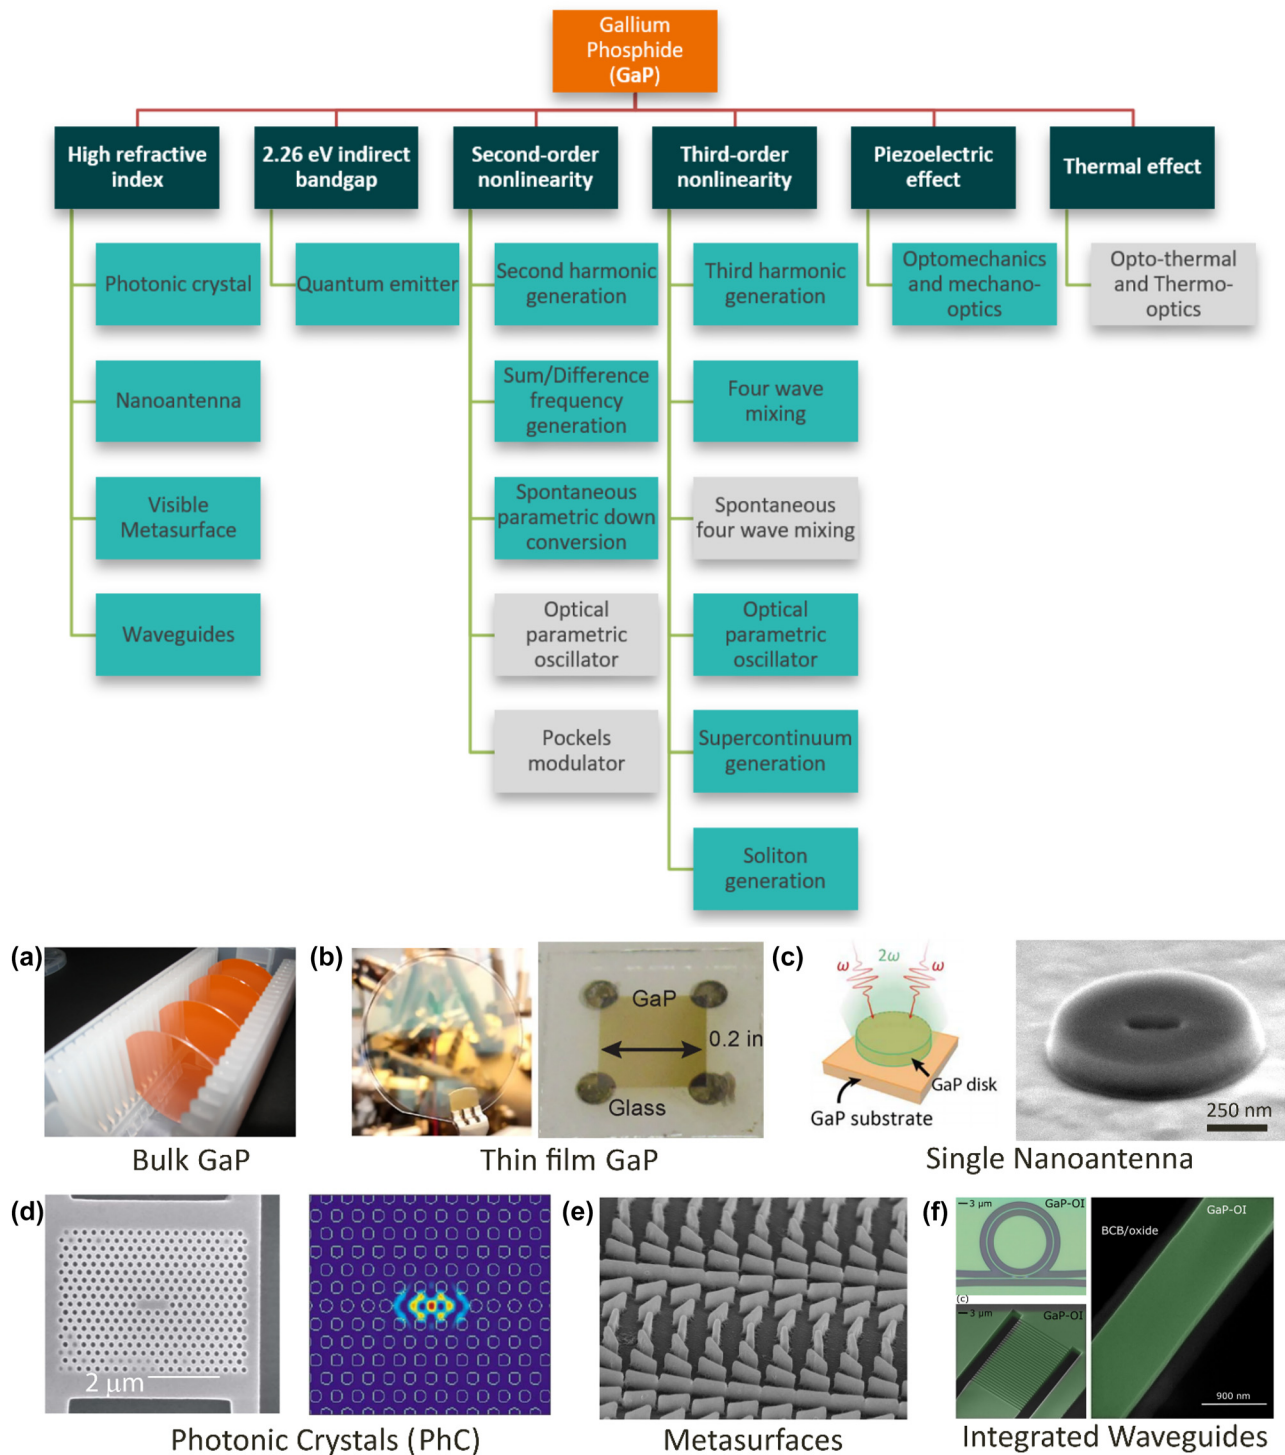 Gallium
Phosphide
(GaP)
High refractive
index
2.26 eV indirect
bandgap
Second-order
nonlinearity
Third-order
nonlinearity
Piezoelectric
effect
Thermal effect
Photonic crystal
Nanoantenna
Visible
Metasurface
Waveguides
Quantum emitter
Second harmonic
generation
Sum/Difference
frequency
generation
Spontaneous
parametric down
conversion
Optical
parametric
oscillator
Pockels
modulator
Third harmonic
generation
Four wave
mixing
Spontaneous
four wave mixing
Optical
parametric
oscillator
Supercontinuum
generation
Soliton
generation
Optomechanics
and mechano-
optics
Opto-thermal
and Thermo-
optics
(a)
Bulk GaP
(b)
GaP
0.2 in
Glass
Thin film GaP
(c)
ω
2ω
ω
GaP disk
GaP substrate
250 nm
Single Nanoantenna
(d)
2 μm
Photonic Crystals (PhC)
(e)
Metasurfaces
(f)
3 μm
GaP-OI
(c)
3 μm
GaP-OI
BCB/oxide
GaP-OI
900 nm
Integrated Waveguides